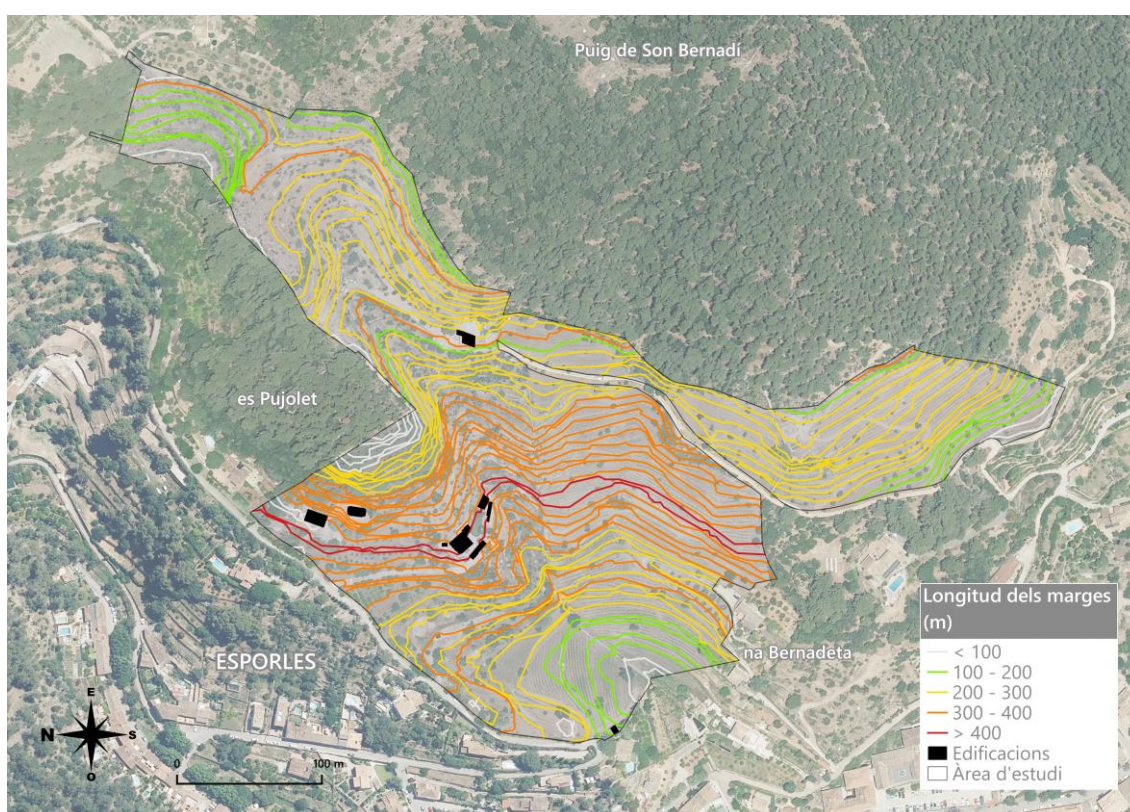 Puig de Son Bernadí
es Pujolet
ESPORLES
na Bernadeta
E
N
S
O
0
100 m
Longitud dels marges
(m)
< 100
100 - 200
200 - 300
300 - 400
> 400
Edificacions
Àrea d'estudi